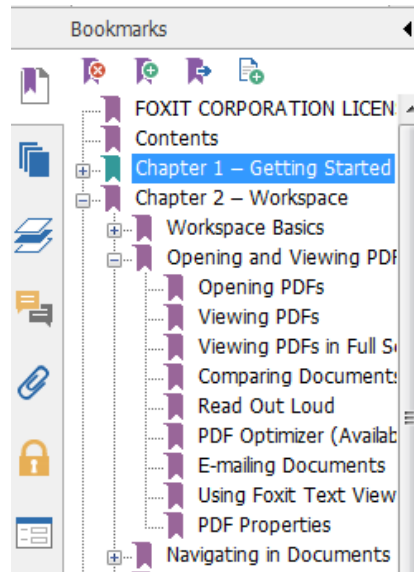 Bookmarks
FOXIT CORPORATION LICEN
Contents
Chapter 1 – Getting Started
Chapter 2 – Workspace
Workspace Basics
Opening and Viewing PDF
Opening PDFs
Viewing PDFs
Viewing PDFs in Full Sc
Comparing Documents
Read Out Loud
PDF Optimizer (Availab
E-mailing Documents
Using Foxit Text View
PDF Properties
Navigating in Documents